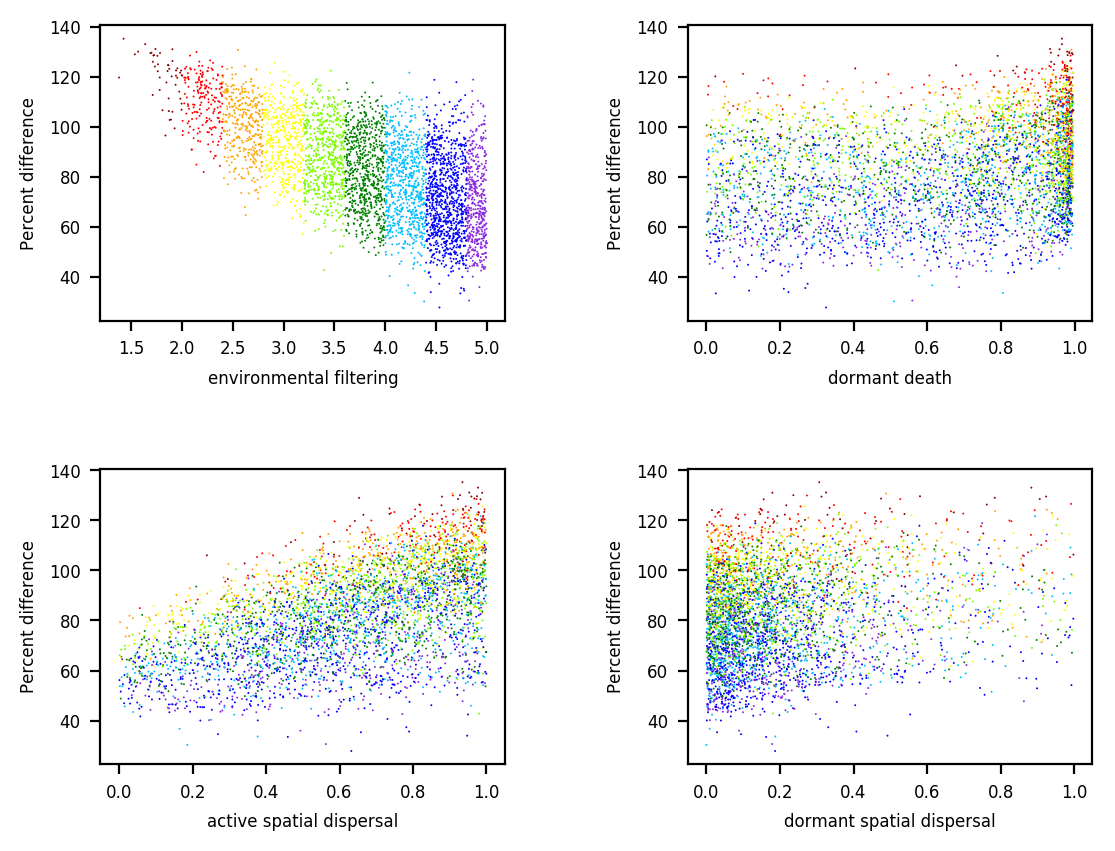 140
120
100
80
60
40
Percent difference
1.5 2.0 2.5 3.0 3.5 4.0 4.5 5.0
environmental filtering
140
120
100
80
60
40
Percent difference
0.0 0.2 0.4 0.6 0.8 1.0
dormant death
140
120
100
80
60
40
Percent difference
0.0 0.2 0.4 0.6 0.8 1.0
active spatial dispersal
140
120
100
80
60
40
Percent difference
0.0 0.2 0.4 0.6 0.8 1.0
dormant spatial dispersal